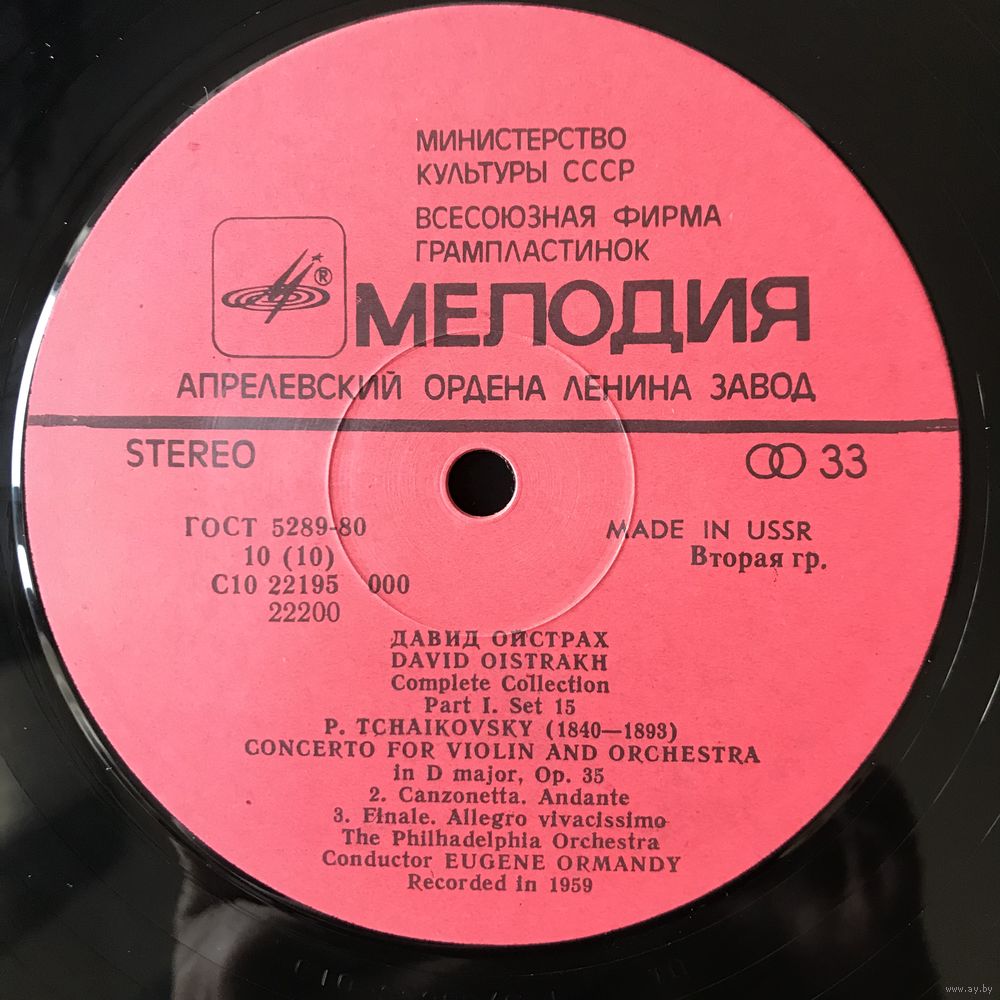 МИНИСТЕРСТВО
КУЛЬТУРЫ СССР
ВСЕСОЮЗНАЯ ФИРМА
ГРАМПЛАСТИНОК
®
МЕЛОДИЯ
АПРЕЛЕВСКИЙ ОРДЕНА ЛЕНИНА ЗАВОД
STEREO
33
ГОСТ 5289-80
10 (10)
С10 22195 000
22200
MADE IN USSR
Вторая гр.
ДАВИД ОЙСТРАХ
DAVID OISTRAKH
Complete Collection
Part I. Set 15
P. TCHAIKOVSKY (1840—1893)
CONCERTO FOR VIOLIN AND ORCHESTRA
in D major, Op. 35
2. Canzonetta. Andante
3. Finale. Allegro vivacissimo
The Philhadelphia Orchestra
Conductor EUGENE ORMANDY
Recorded in 1959
www.ay.by